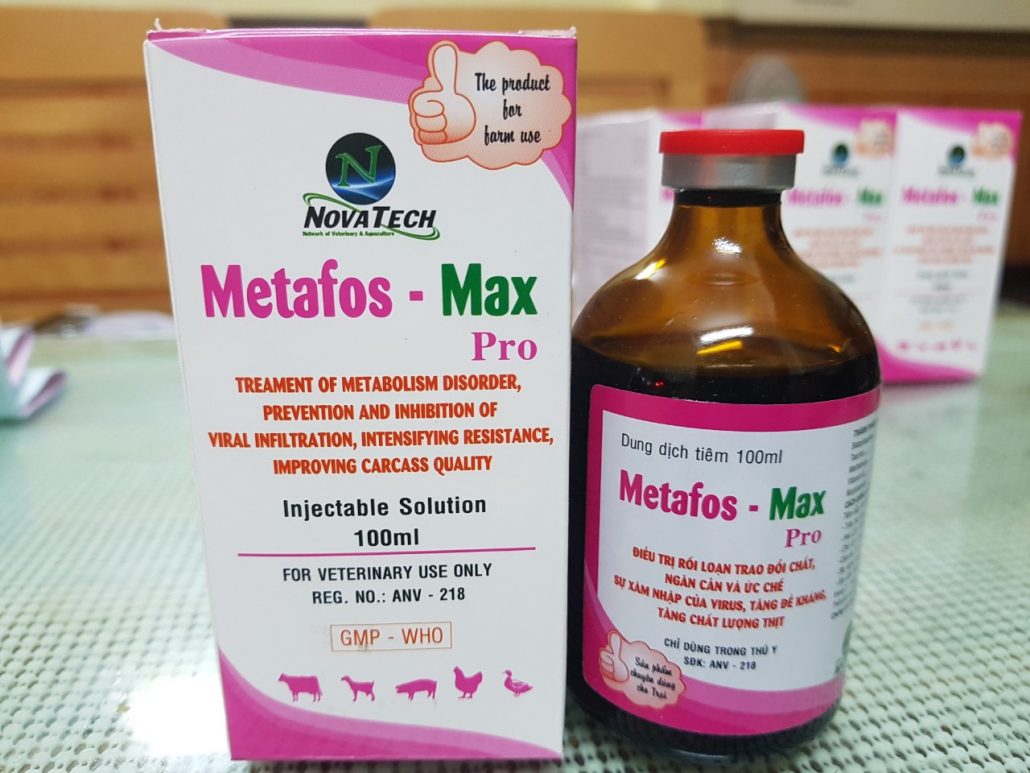 The product
for
farm use
N
NOVATECH
Network of Veterinary & Aquaculture
Metafos - Max
Pro
TREAMENT OF METABOLISM DISORDER,
PREVENTION AND INHIBITION OF
VIRAL INFILTRATION, INTENSIFYING RESISTANCE,
IMPROVING CARCASS QUALITY
Injectable Solution
100ml
FOR VETERINARY USE ONLY
REG. NO.: ANV - 218
GMP - WHO
Dung dịch tiêm 100ml
Metafos - Max
Pro
ĐIỀU TRỊ RỐI LOẠN TRAO ĐỔI CHẤT,
NGĂN CẢN VÀ ỨC CHẾ
SỰ XÂM NHẬP CỦA VIRUS, TĂNG ĐỀ KHÁNG,
TĂNG CHẤT LƯỢNG THỊT
CHỈ DÙNG TRONG THÚ Y
SĐK: ANV - 218
Sản phẩm
chuyên dùng
cho Trại
Metafos - Max
Pro
Metafos - Max
Pro